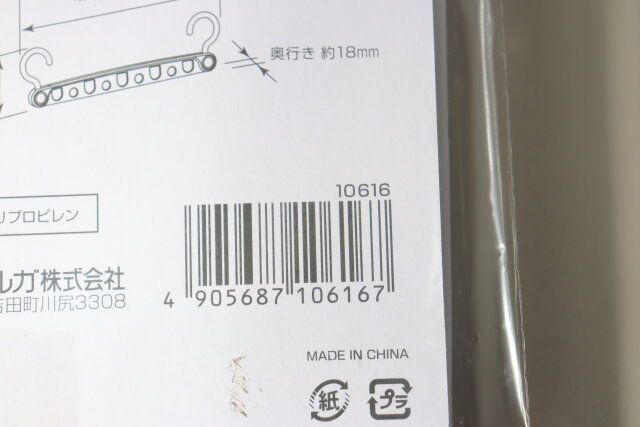 奥行き 約18mm
10616
リプロピレン
ルガ株式会社
吉田町川尻3308
4 905687 106167
MADE IN CHINA
紙
プラ